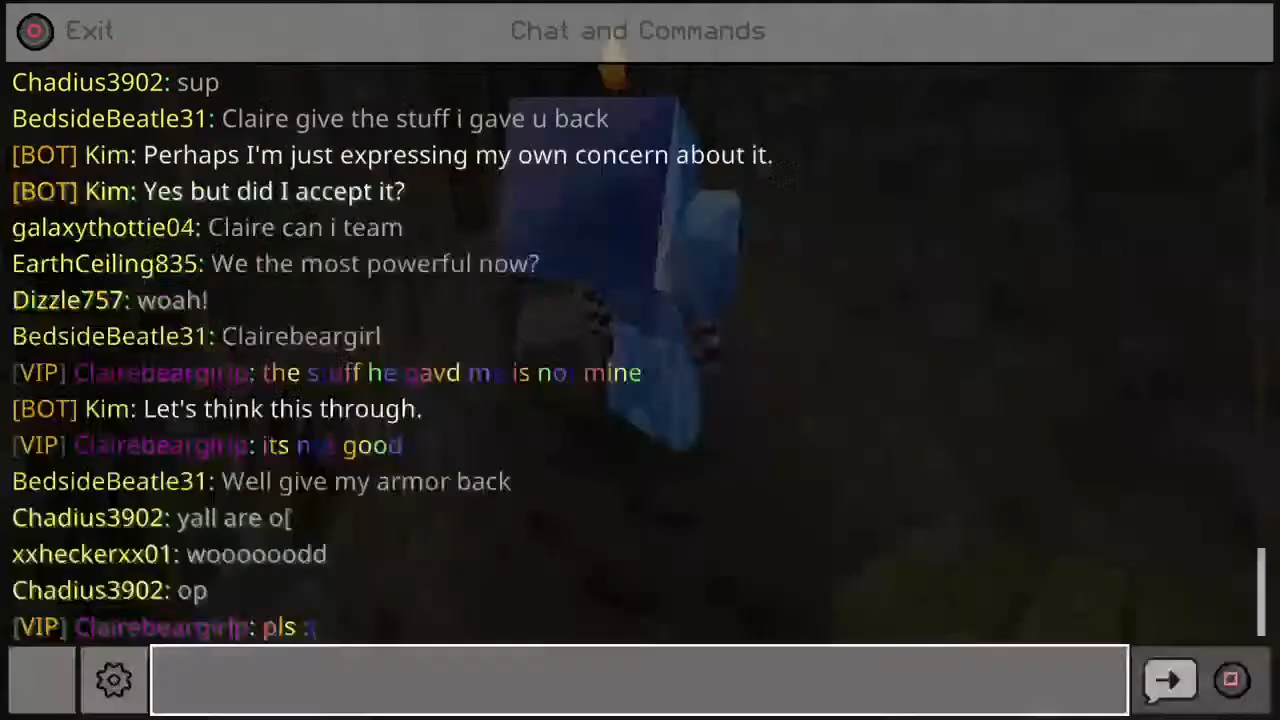 Exit
Chat and Commands
Chadius3902: sup
BedsideBeatle31: Claire give the stuff i gave u back
[BOT] Kim: Perhaps I'm just expressing my own concern about it.
[BOT] Kim: Yes but did I accept it?
galaxythottie04: Claire can i team
EarthCeiling835: We the most powerful now?
Dizzle757: woah!
BedsideBeatle31: Clairebeargirl
[VIP] Clairebeargirlp: the stuff he gavd me is not mine
[BOT] Kim: Let's think this through.
[VIP] Clairebeargirlp: its not good
BedsideBeatle31: Well give my armor back
Chadius3902: yall are o[
xxheckerxx01: woooooodd
Chadius3902: op
[VIP] Clairebeargirlp: pls :(